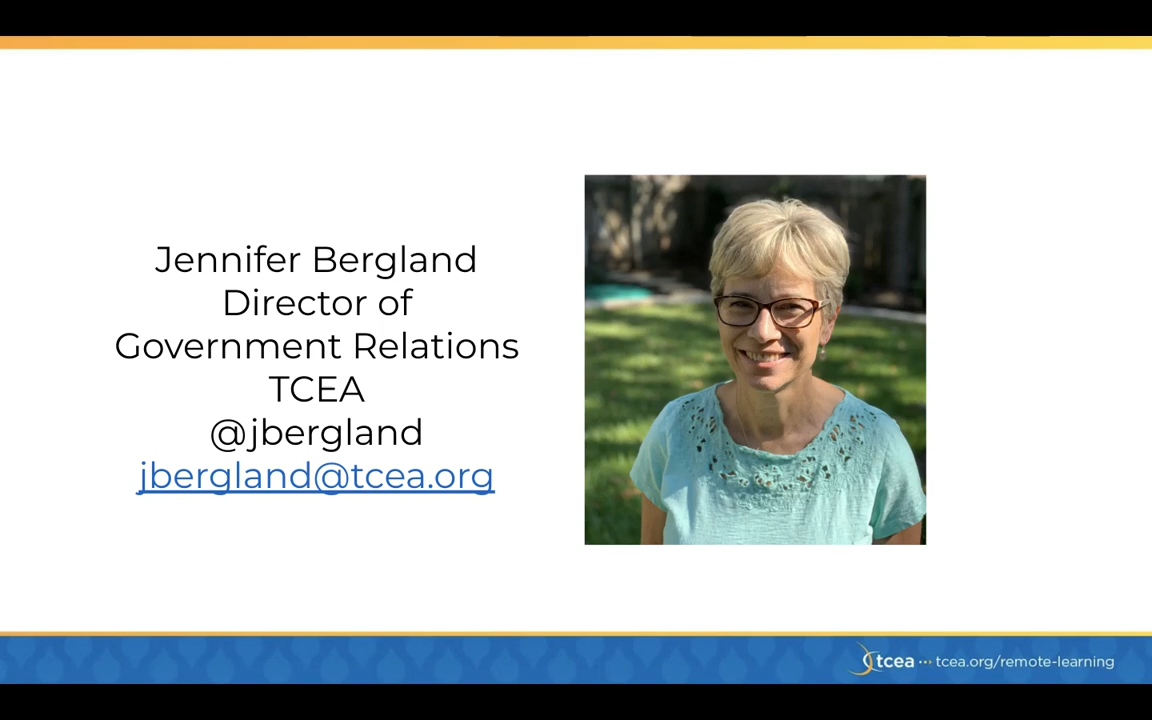 Jennifer Bergland
Director of
Government Relations
TCEA
@jbergland
jbergland@tcea.org
tcea ••• tcea.org/remote-learning